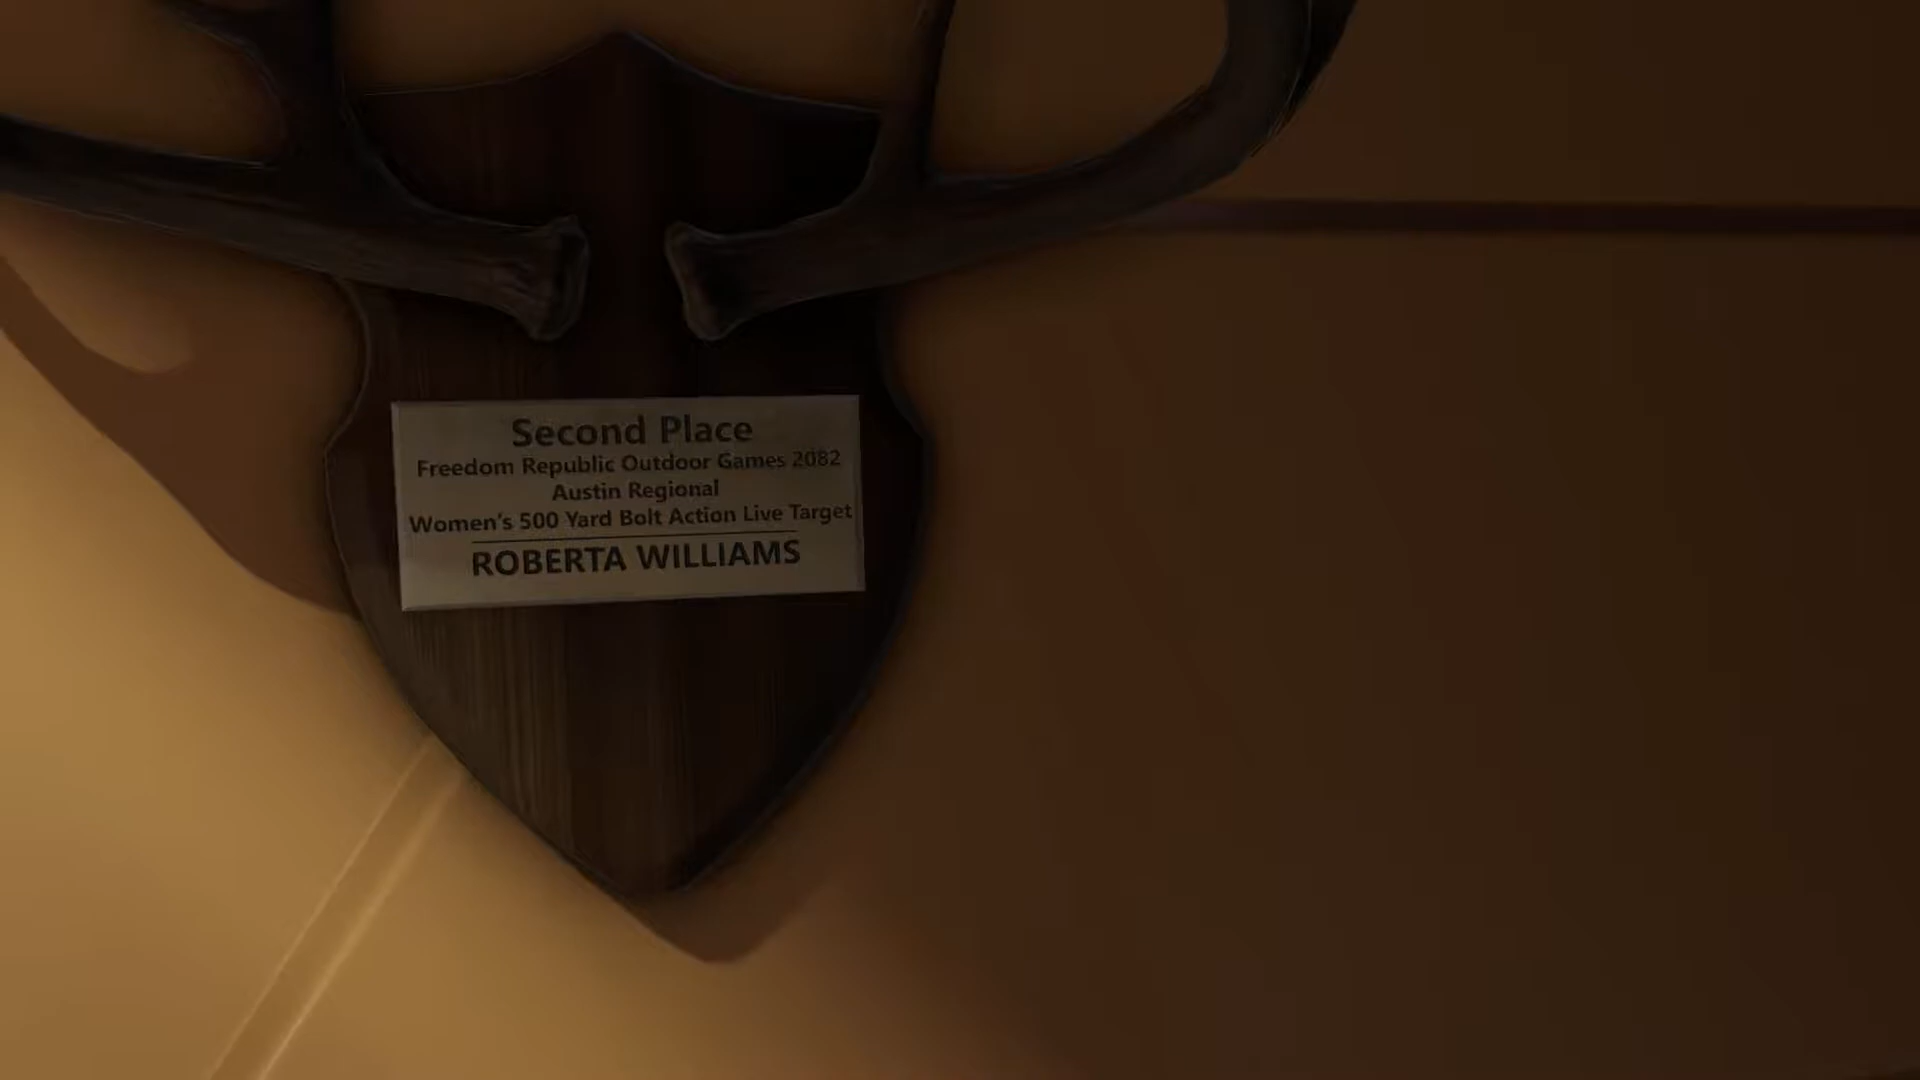 Second Place
Freedom Republic Outdoor Games 2082
Austin Regional
Women's 500 Yard Bolt Action Live Target
ROBERTA WILLIAMS